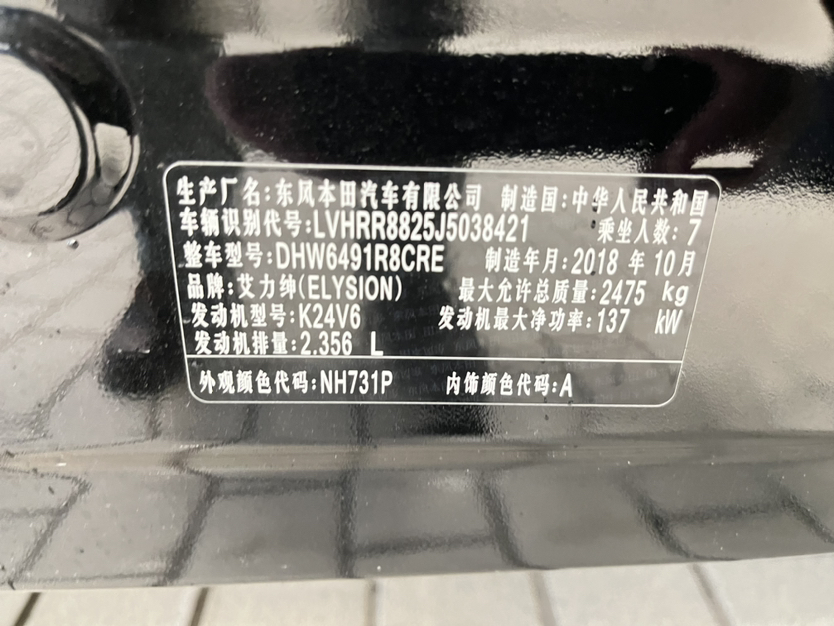 生产厂名:东风本田汽车有限公司 制造国:中华人民共和国
车辆识别代号:LVHRR8825J5038421 乘坐人数:7
整车型号:DHW6491R8CRE 制造年月:2018 年 10月
品牌:艾力绅(ELYSION) 最大允许总质量:2475 kg
发动机型号:K24V6 发动机最大净功率:137 kW
发动机排量:2.356 L
外观颜色代码:NH731P 内饰颜色代码:A